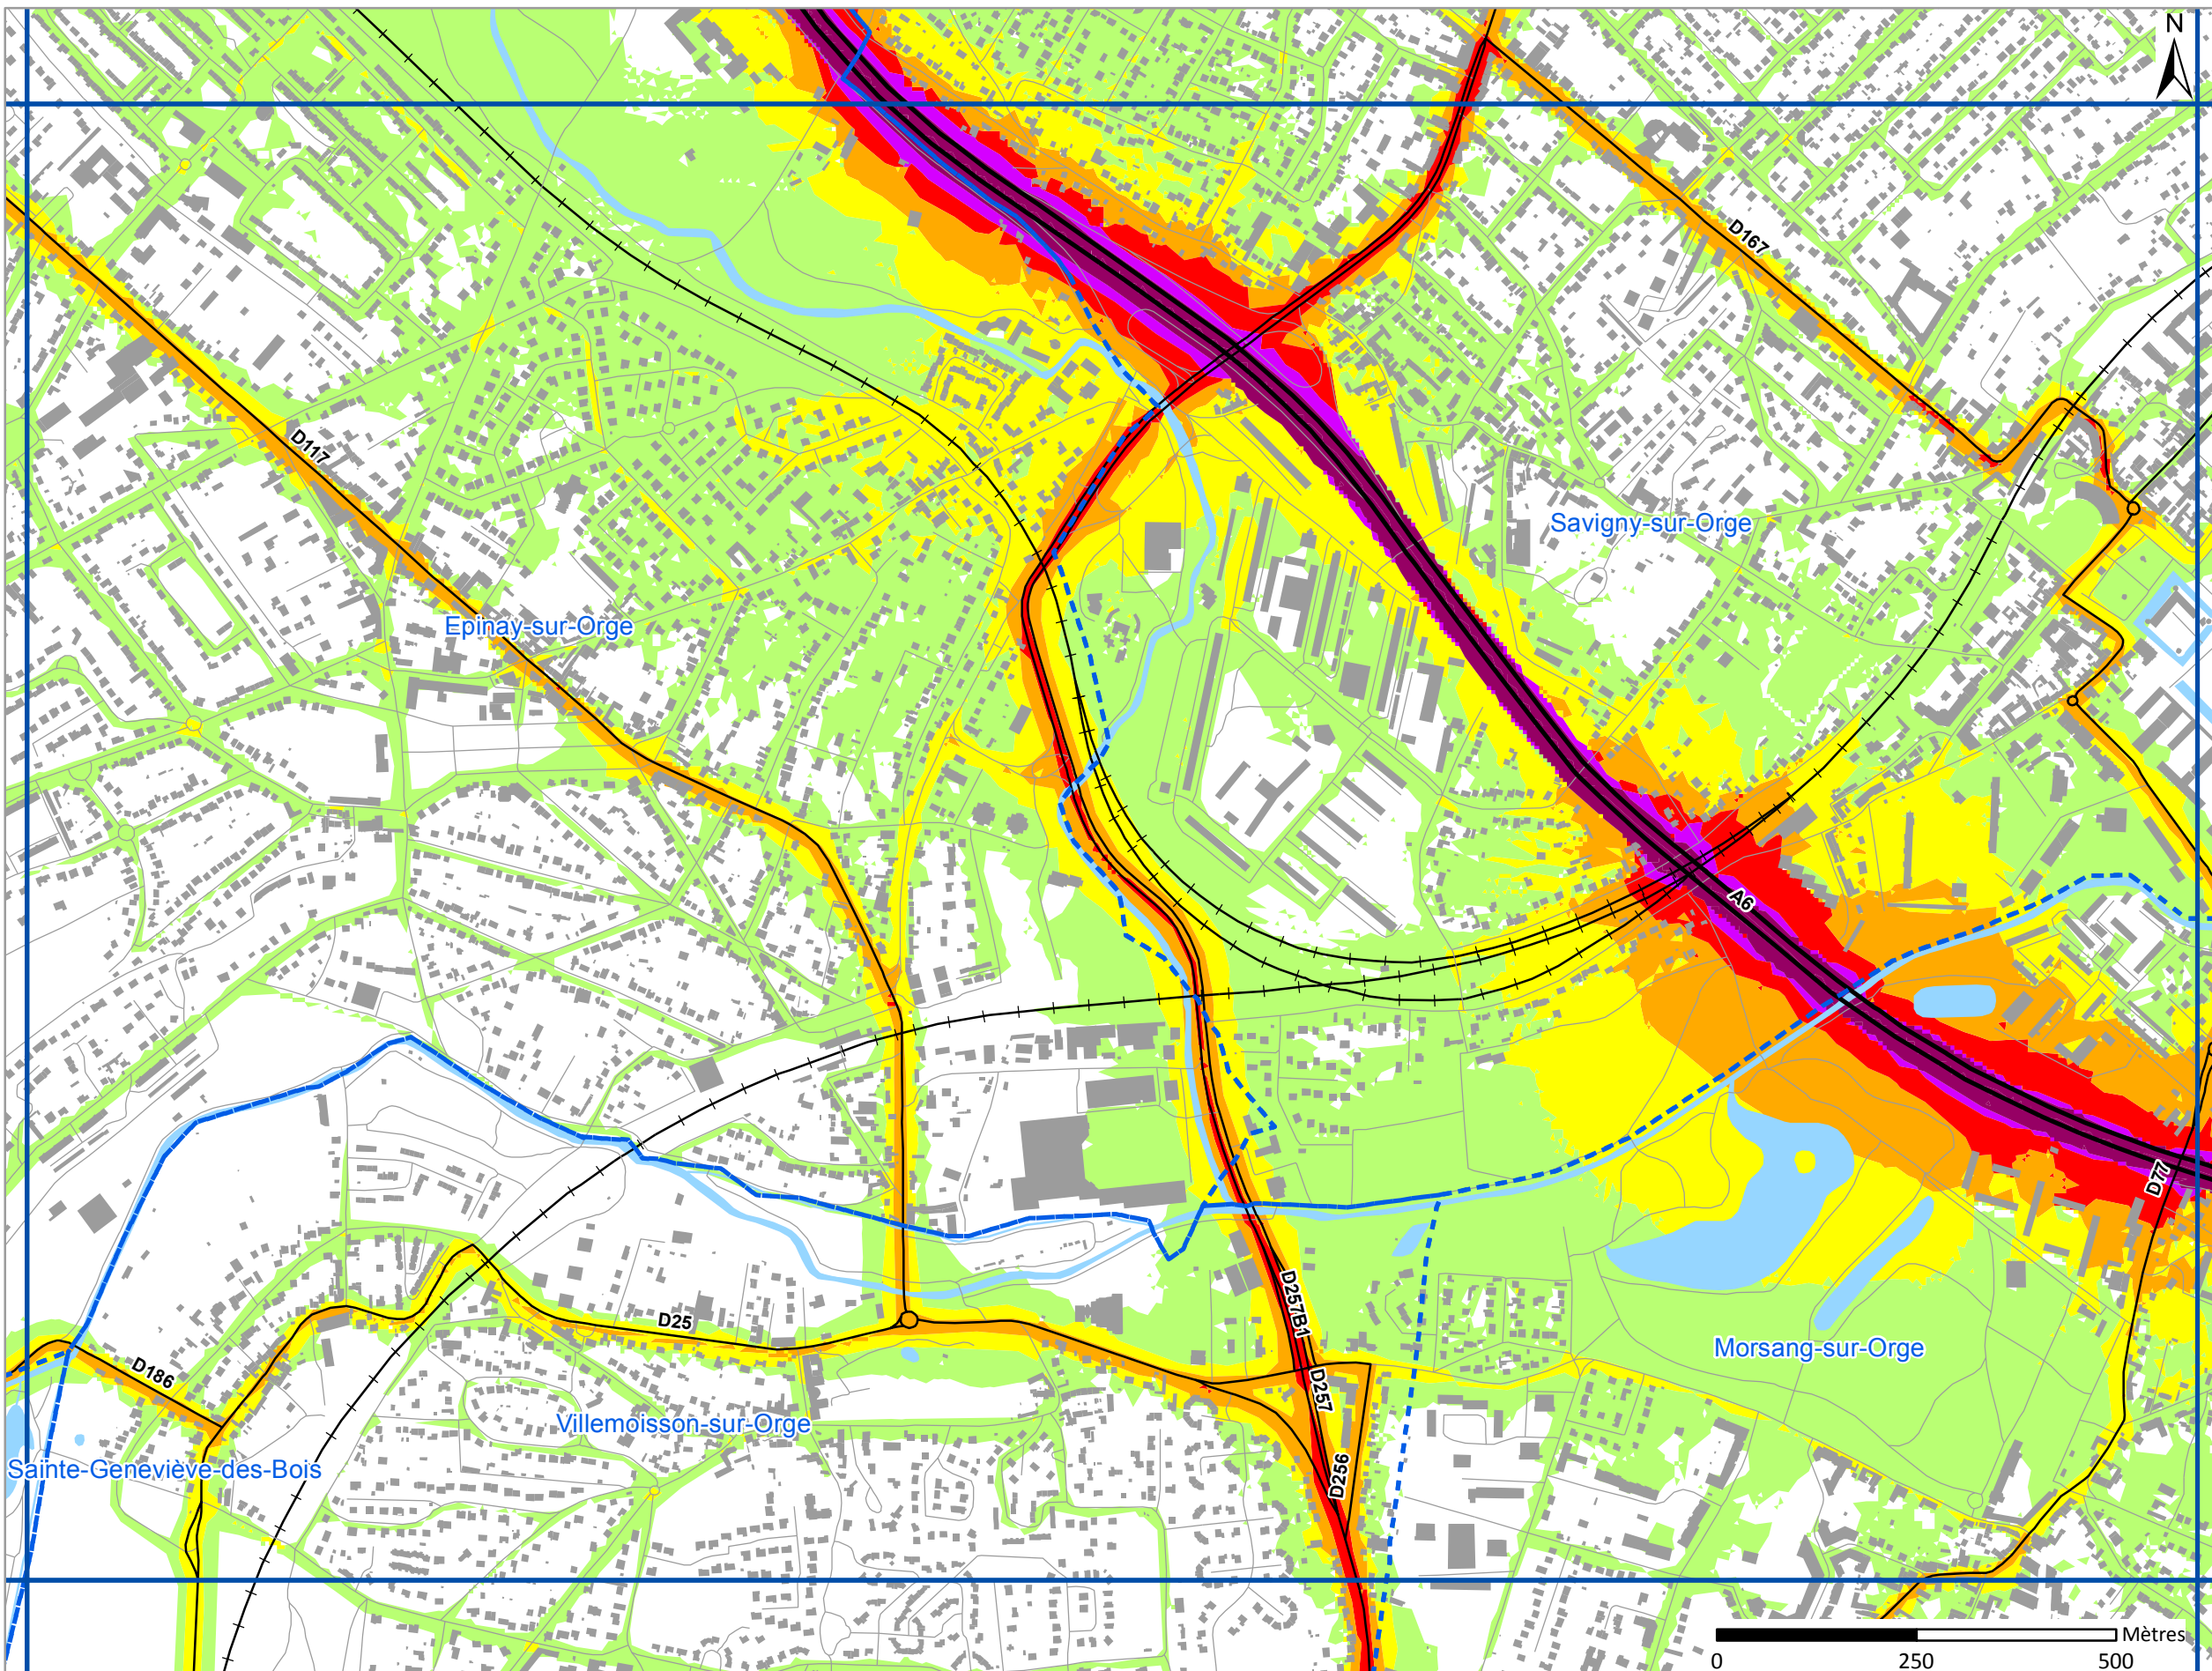 N
D167
D117
Savigny-sur-Orge
Epinay-sur-Orge
A6
D77
D257B1
D25
Morsang-sur-Orge
D186
D257
Villemoisson-sur-Orge
Sainte-Geneviève-des-Bois
D256
Mètres
0 250 500